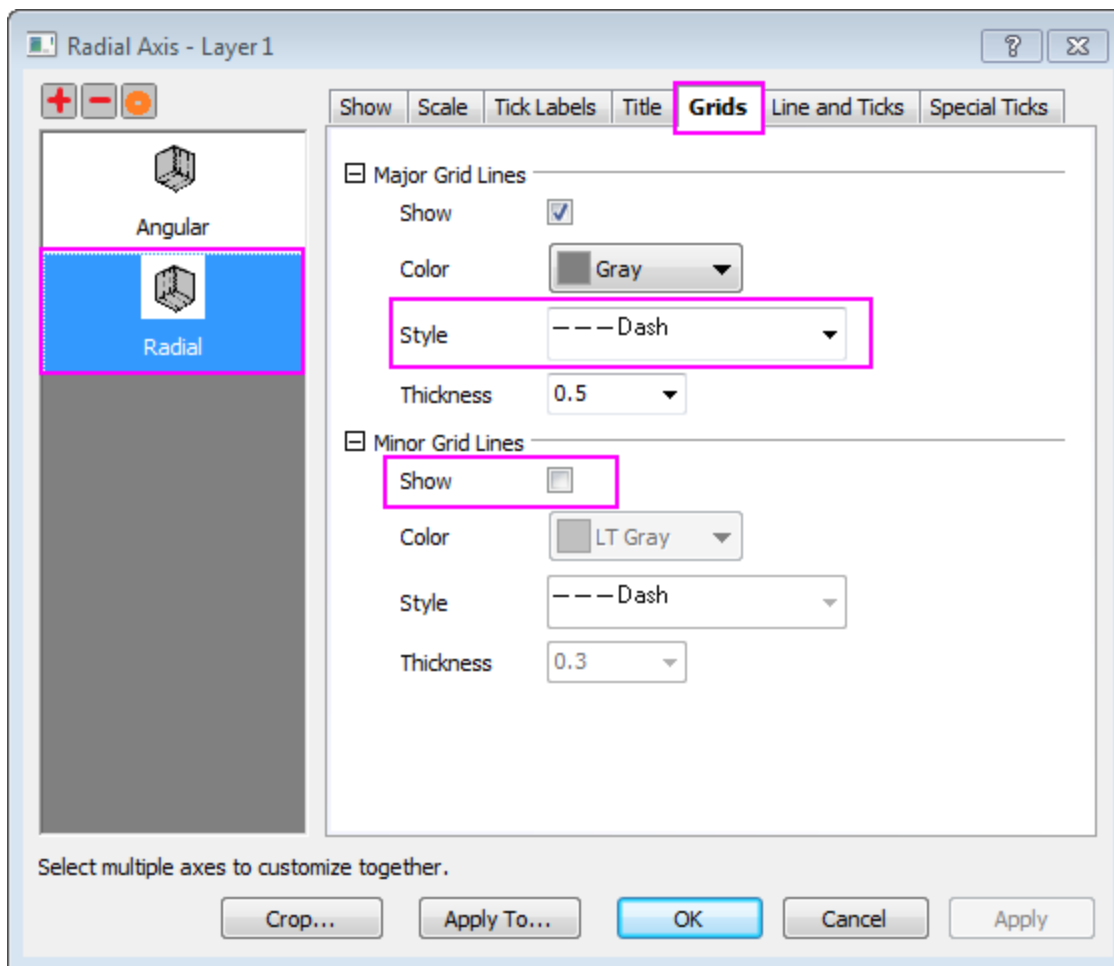 Radial Axis - Layer 1
Show Scale Tick Labels Title Grids Line and Ticks Special Ticks
Angular
Radial
Major Grid Lines
Show
Color Gray
Style Dash
Thickness 0.5
Minor Grid Lines
Show
Color LT Gray
Style Dash
Thickness 0.3
Select multiple axes to customize together.
Crop... Apply To... OK Cancel Apply